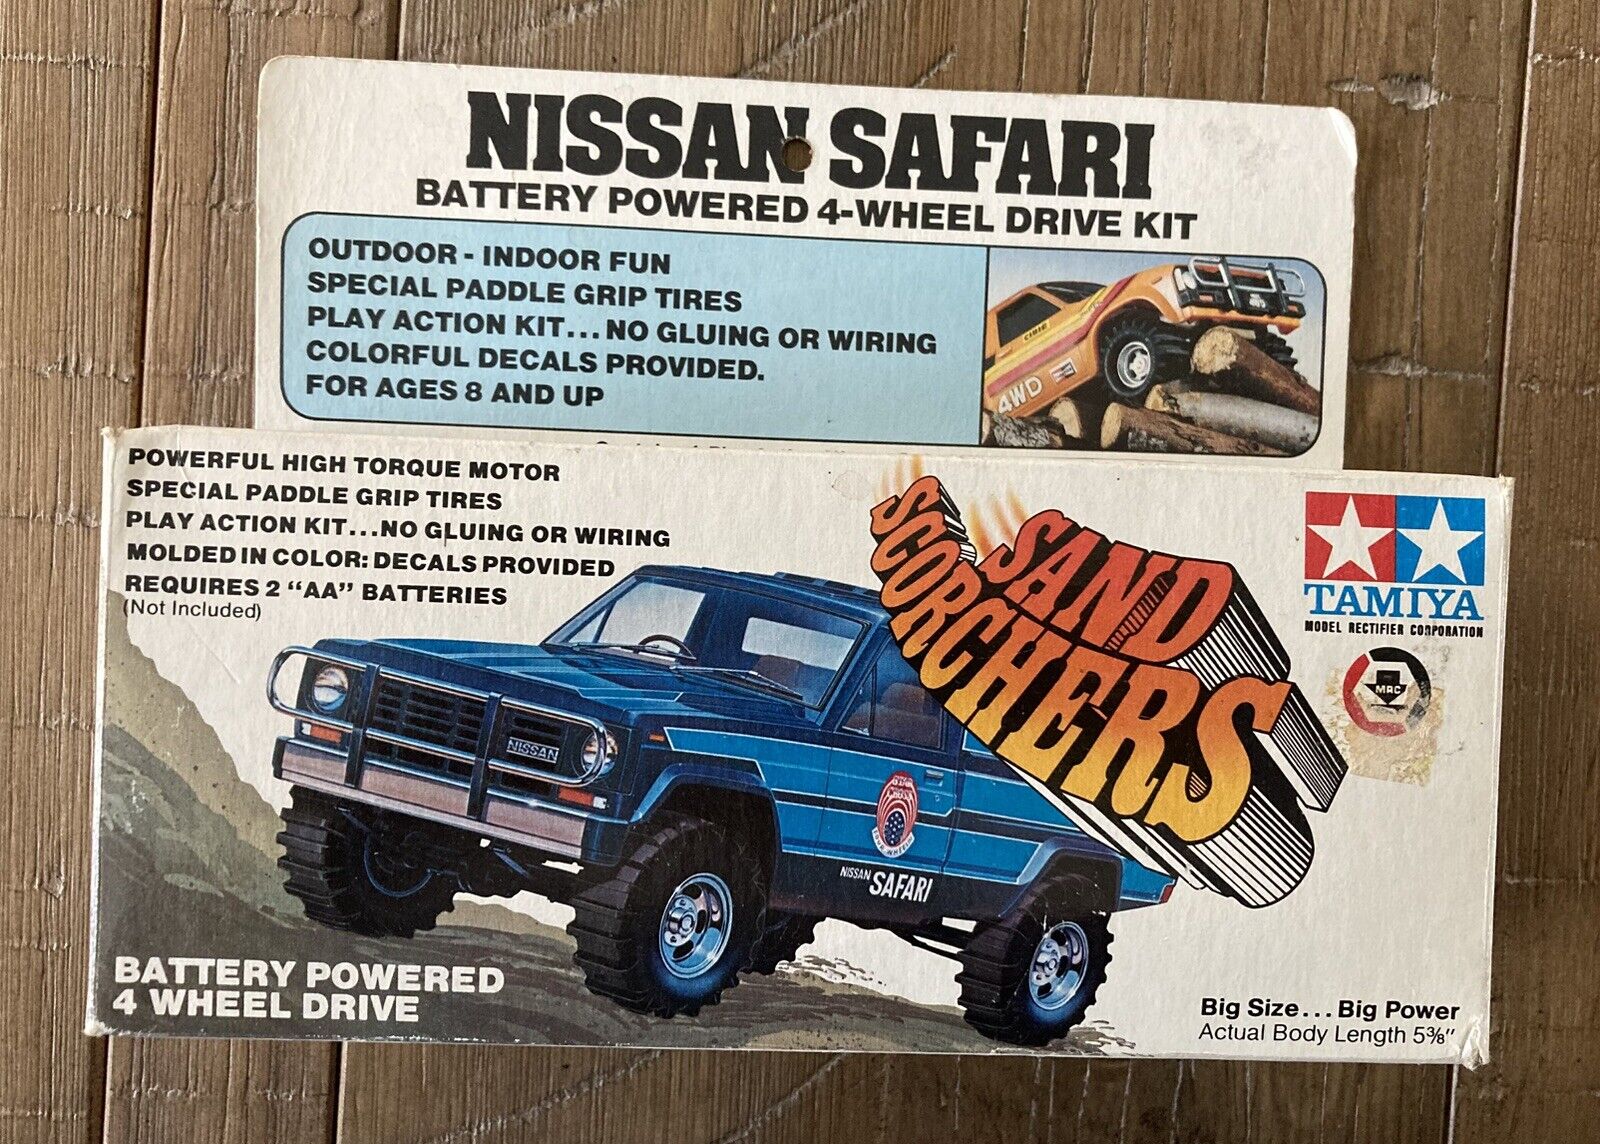 NISSAN SAFARI
BATTERY POWERED 4-WHEEL DRIVE KIT
OUTDOOR - INDOOR FUN
SPECIAL PADDLE GRIP TIRES
PLAY ACTION KIT...NO GLUING OR WIRING
COLORFUL DECALS PROVIDED.
FOR AGES 8 AND UP
CIBIE
4WD
POWERFUL HIGH TORQUE MOTOR
SPECIAL PADDLE GRIP TIRES
PLAY ACTION KIT...NO GLUING OR WIRING
MOLDED IN COLOR: DECALS PROVIDED
REQUIRES 2 “AA” BATTERIES
(Not Included)
SAND
SCORCHERS
TAMIYA
MODEL RECTIFIER CORPORATION
MRC
NISSAN
NISSAN
SAFARI
BATTERY POWERED
4 WHEEL DRIVE
Big Size... Big Power
Actual Body Length 5⅜"